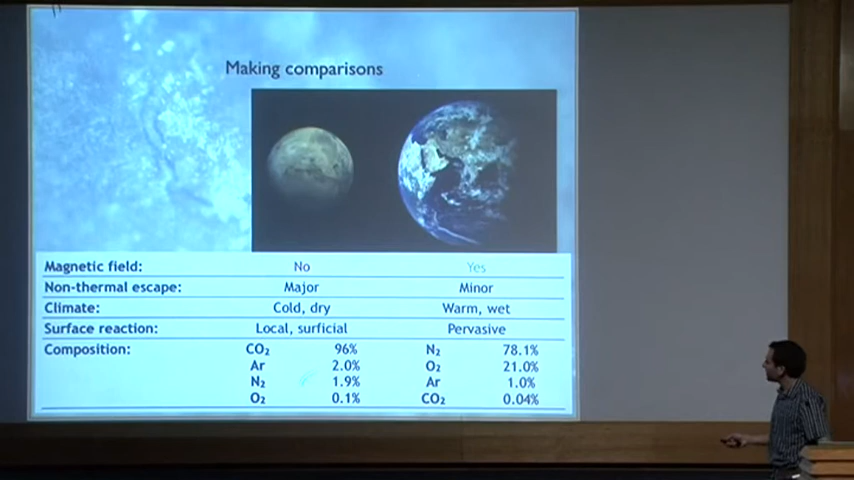 Making comparisons
Magnetic field: No Yes
Non-thermal escape: Major Minor
Climate: Cold, dry Warm, wet
Surface reaction: Local, surficial Pervasive
Composition: CO₂ 96% N₂ 78.1%
Ar 2.0% O₂ 21.0%
N₂ 1.9% Ar 1.0%
O₂ 0.1% CO₂ 0.04%